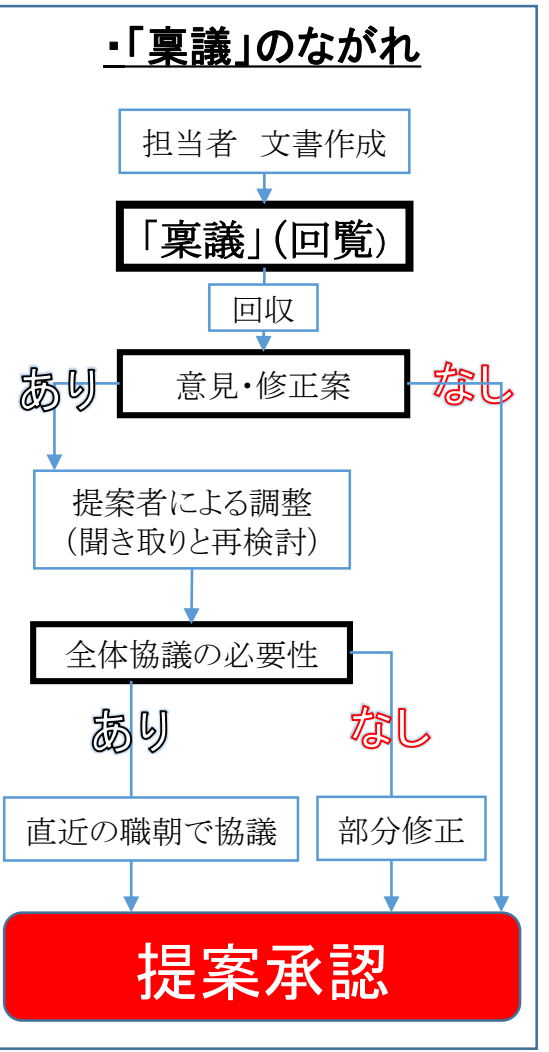 ・「稟議」のながれ
担当者　文書作成
「稟議」（回覧）
回収
あり
意見・修正案
なし
提案者による調整
（聞き取りと再検討）
全体協議の必要性
あり
なし
直近の職朝で協議
部分修正
提案承認